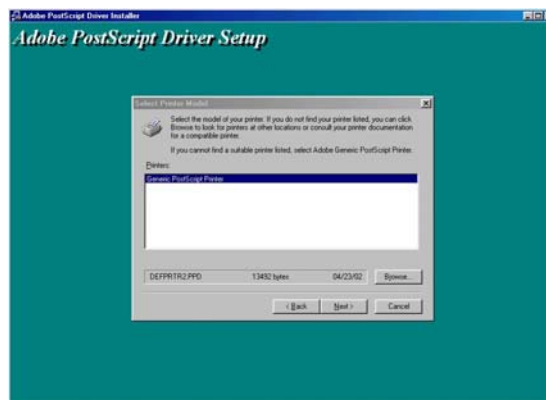 Adobe PostScript Driver Installer
Adobe PostScript Driver Setup
Select Printer Model
Select the model of your printer. If you do not find your printer listed, you can click
Browse to look for printers at other locations or consult your printer documentation
for a compatible printer.
If you cannot find a suitable printer listed, select Adobe Generic PostScript Printer.
Printers:
Generic PostScript Printer
DEFPRTR2.PPD 13492 bytes 04/23/02 Browse...
< Back Next > Cancel